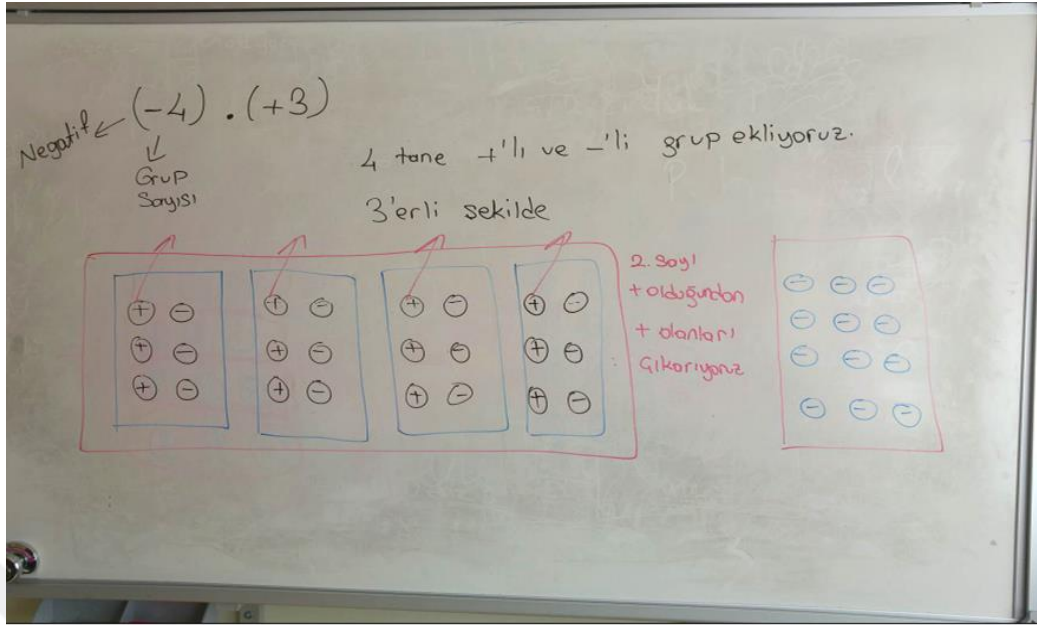 (-4) . (+3)
Negatif
Grup
Sayısı
4 tane +'lı ve -'li grup ekliyoruz.
3'erli sekilde
+ - + - + - + -
+ - + - + - + -
+ - + - + - + -
2. Sayı
+ olduğundan
+ olanları
Çıkarıyoruz
- - -
- - -
- - -
- - -